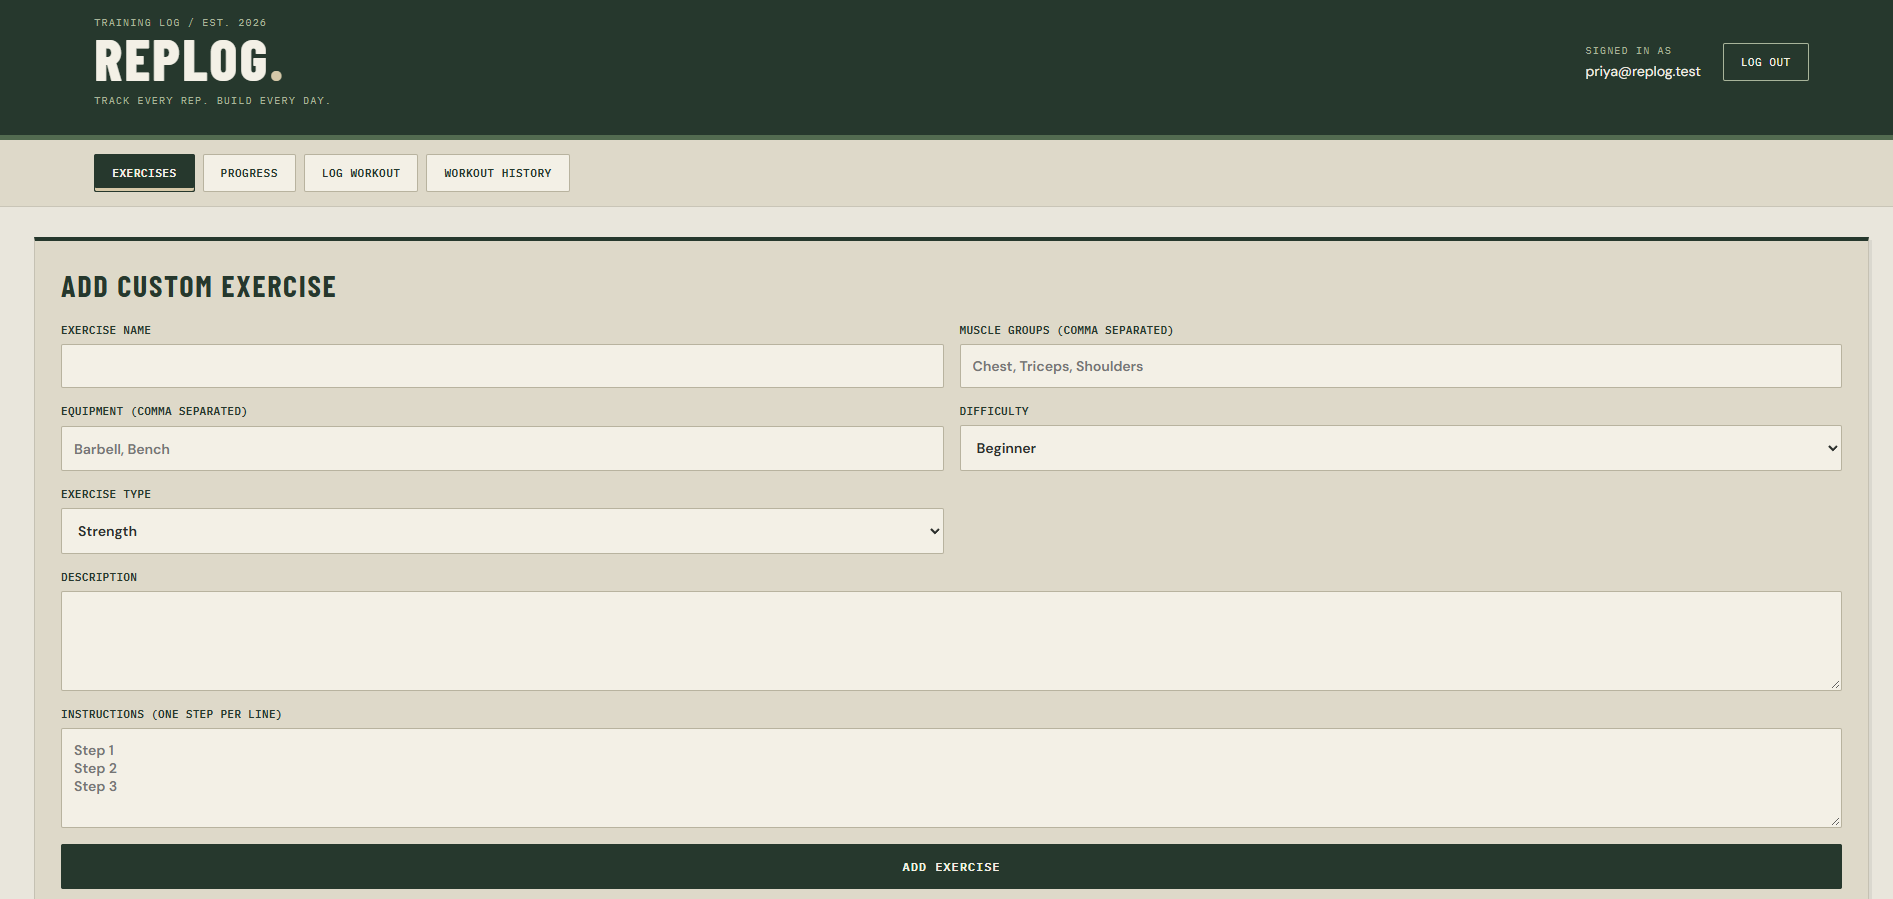 TRAINING LOG / EST. 2026
REPLOG.
TRACK EVERY REP. BUILD EVERY DAY.
SIGNED IN AS
priya@replog.test
LOG OUT
EXERCISES
PROGRESS
LOG WORKOUT
WORKOUT HISTORY
ADD CUSTOM EXERCISE
EXERCISE NAME
MUSCLE GROUPS (COMMA SEPARATED)
Chest, Triceps, Shoulders
EQUIPMENT (COMMA SEPARATED)
Barbell, Bench
DIFFICULTY
Beginner
EXERCISE TYPE
Strength
DESCRIPTION
INSTRUCTIONS (ONE STEP PER LINE)
Step 1
Step 2
Step 3
ADD EXERCISE